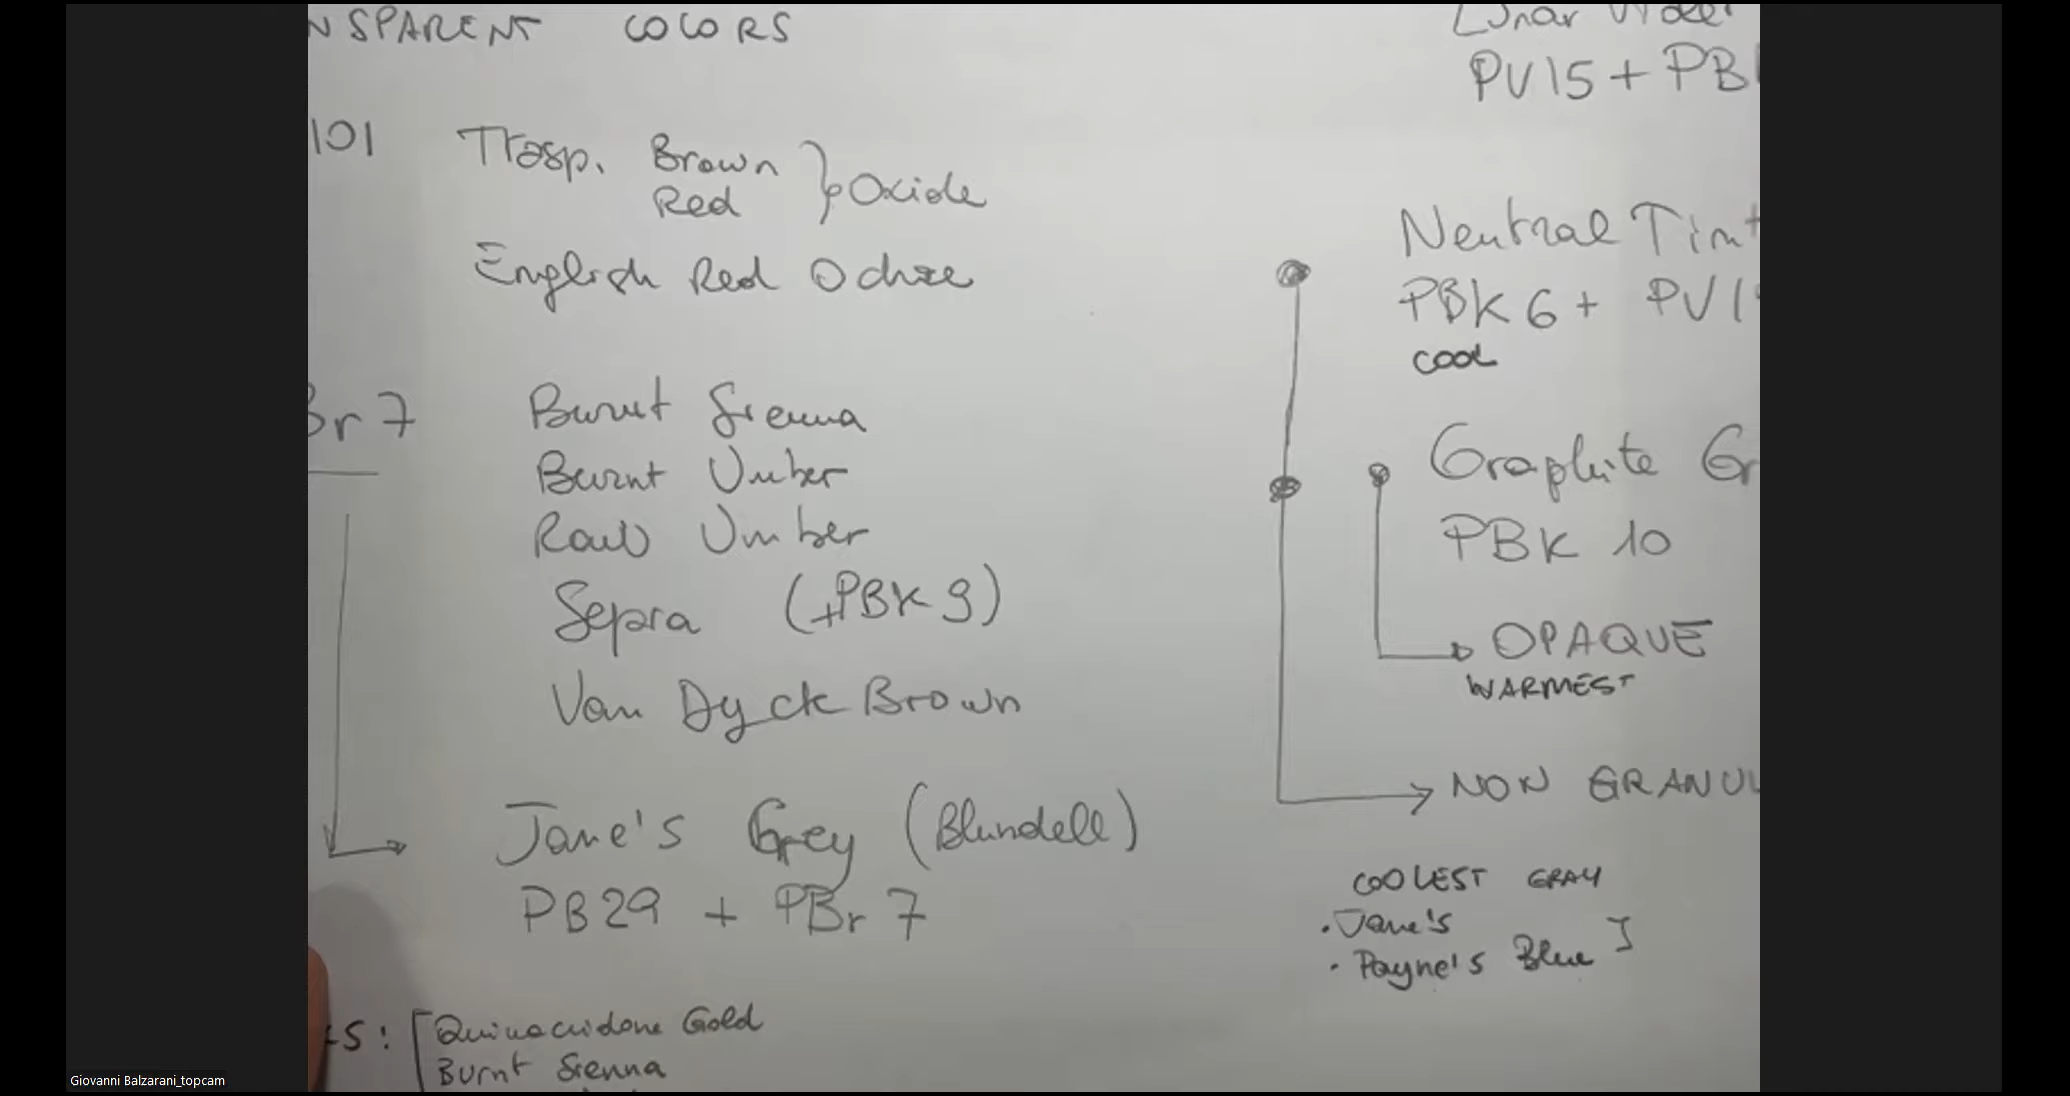 NSPARENT COLORS
101 Trasp. Brown
Red } Oxide
English Red Ochre
Br 7 Burnt Sienna
Burnt Umber
Raw Umber
Sepia (+PBK 9)
Van Dyck Brown
Jane's Grey (Blundell)
PB29 + PBr 7
Quinacridone Gold
Burnt Sienna
Lunar Violet
PV15 + PB
Neutral Tint
PBK 6 + PV1
COOL
Graphite Gr
PBK 10
OPAQUE
WARMEST
NON GRANUL
COOLEST GRAY
• Jane's
• Payne's Blue ]
Giovanni Balzarani_topcam